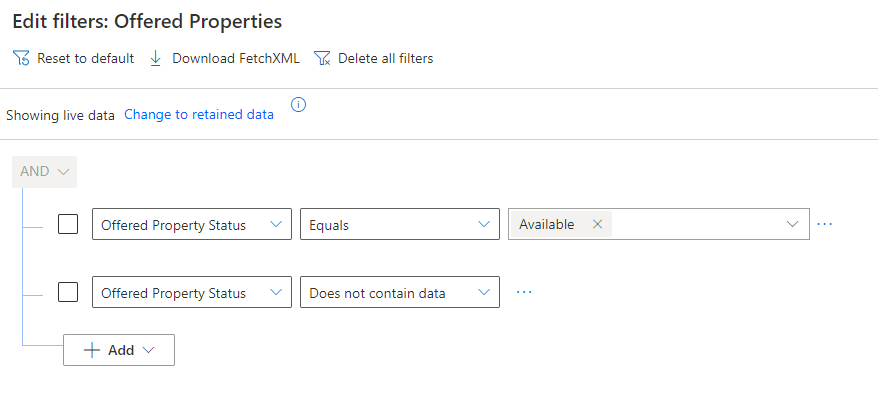 Edit filters: Offered Properties
Reset to default Download FetchXML Delete all filters
Showing live data Change to retained data
AND
Offered Property Status Equals Available
Offered Property Status Does not contain data
Add